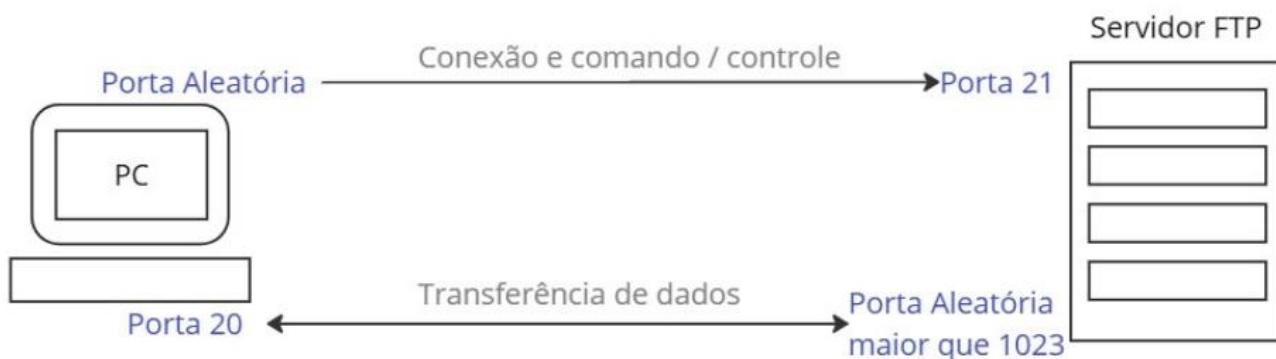 Servidor FTP
Conexão e comando / controle
Porta Aleatória
Porta 21
PC
Transferência de dados
Porta 20
Porta Aleatória
maior que 1023